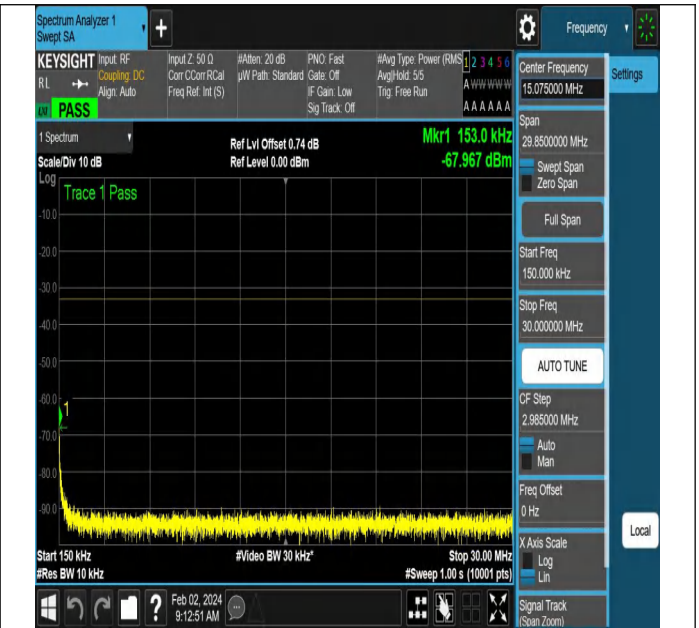 Spectrum Analyzer 1
Swept SA
Frequency
KEYSIGHT
RL
PASS
Input: RF
Coupling: DC
Align: Auto
Input Z: 50 Ω
Corr CCorr RCal
Freq Ref: Int (S)
#Atten: 20 dB
µW Path: Standard
PNO: Fast
Gate: Off
IF Gain: Low
Sig Track: Off
#Avg Type: Power (RMS
Avg|Hold: 5/5
Trig: Free Run
1 2 3 4 5 6
A W W W W W
A A A A A A
Center Frequency
15.075000 MHz
Settings
Span
29.8500000 MHz
Swept Span
Zero Span
Full Span
Start Freq
150.000 kHz
Stop Freq
30.000000 MHz
AUTO TUNE
CF Step
2.985000 MHz
Auto
Man
Freq Offset
0 Hz
X Axis Scale
Log
Lin
Signal Track
(Span Zoom)
Local
1 Spectrum
Scale/Div 10 dB
Ref Lvl Offset 0.74 dB
Ref Level 0.00 dBm
Mkr1 153.0 kHz
-67.967 dBm
Log
Trace 1 Pass
-10.0
-20.0
-30.0
-40.0
-50.0
-60.0
1
-70.0
-80.0
-90.0
Start 150 kHz
#Video BW 30 kHz*
Stop 30.00 MHz
#Res BW 10 kHz
#Sweep 1.00 s (10001 pts)
?
Feb 02, 2024
9:12:51 AM